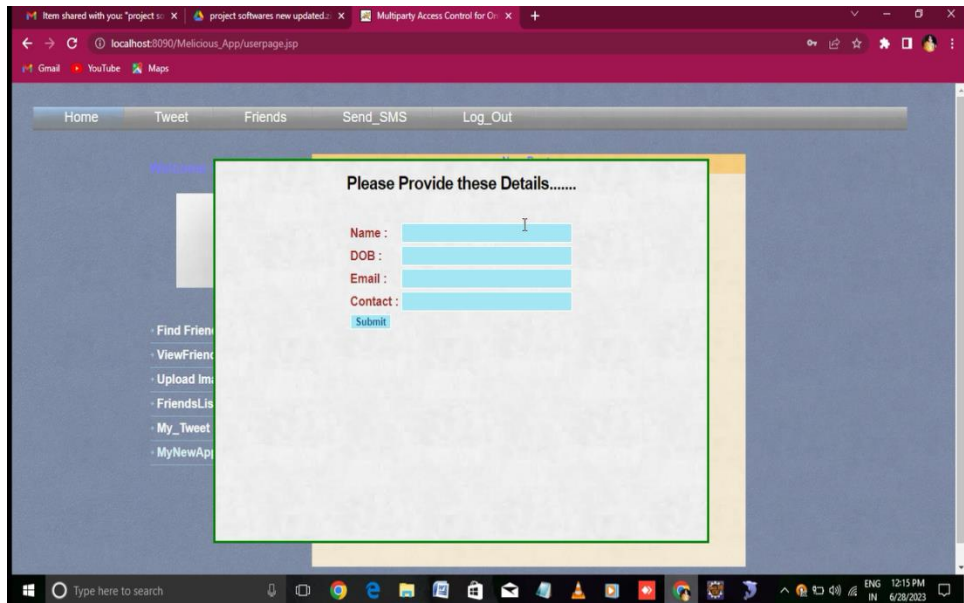 Item shared with you: "project so
project softwares new updated.z
Multiparty Access Control for On
localhost:8090/Melicious_App/userpage.jsp
Gmail YouTube Maps
Home Tweet Friends Send_SMS Log_Out
Please Provide these Details.......
Name :
DOB :
Email :
Contact :
Submit
Find Frien
ViewFrien
Upload Ima
FriendsLis
My_Tweet
MyNewAp
Type here to search
ENG 12:15 PM
IN 6/28/2023